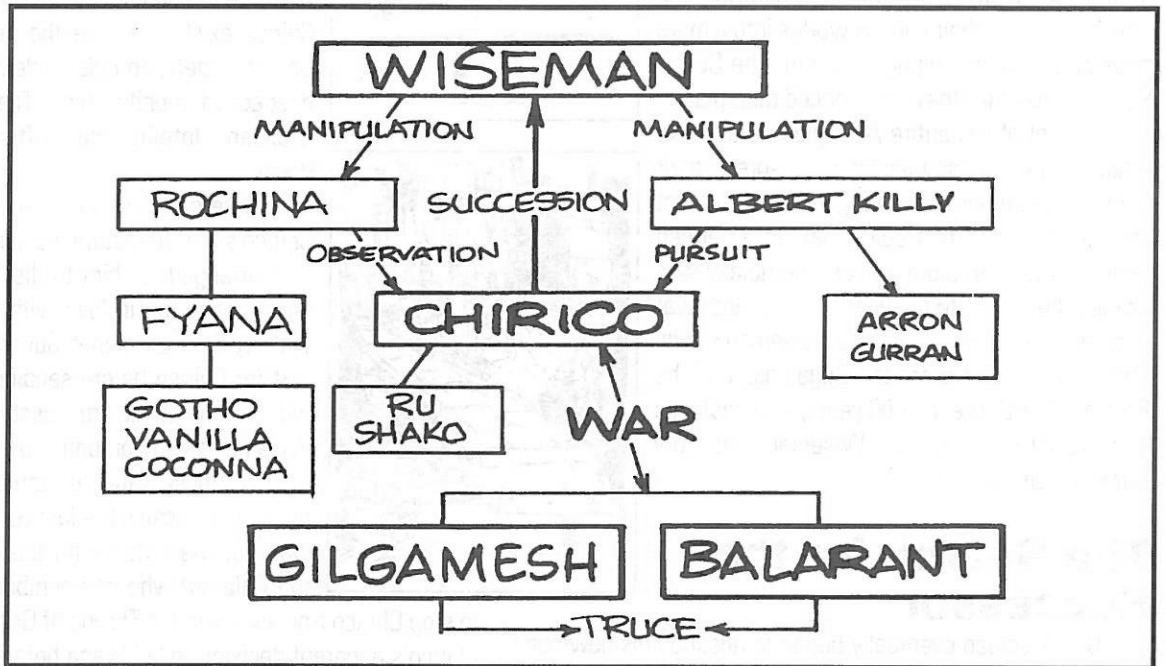 WISEMAN
MANIPULATION
MANIPULATION
ROCHINA
SUCCESSION
ALBERT KILLY
OBSERVATION
PURSUIT
FYANA
CHIRICO
ARRON
GURRAN
GOTHO
VANILLA
COCONNA
RU
SHAKO
WAR
GILGAMESH
BALARANT
TRUCE